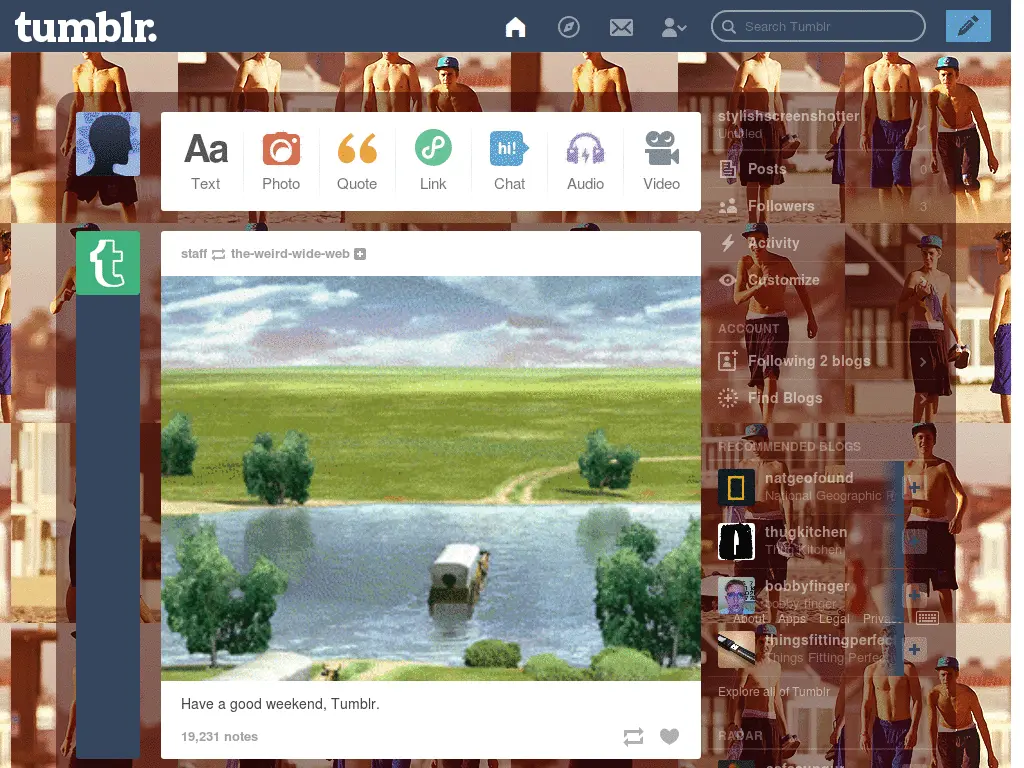 tumblr.
Search Tumblr
Aa
hi!
Text
Photo
Quote
Link
Chat
Audio
Video
staff the-weird-wide-web
Have a good weekend, Tumblr.
19,231 notes
stylishscreenshotter
Untitled
Posts 0
Followers 3
Activity
Customize
ACCOUNT
Following 2 blogs
Find Blogs
RECOMMENDED BLOGS
natgeofound
National Geographic
thugkitchen
Thug Kitchen
bobbyfinger
bobby finger
About Apps Legal Priva...
thingsfittingperfec
Things Fitting Perfec
Explore all of Tumblr
RADAR